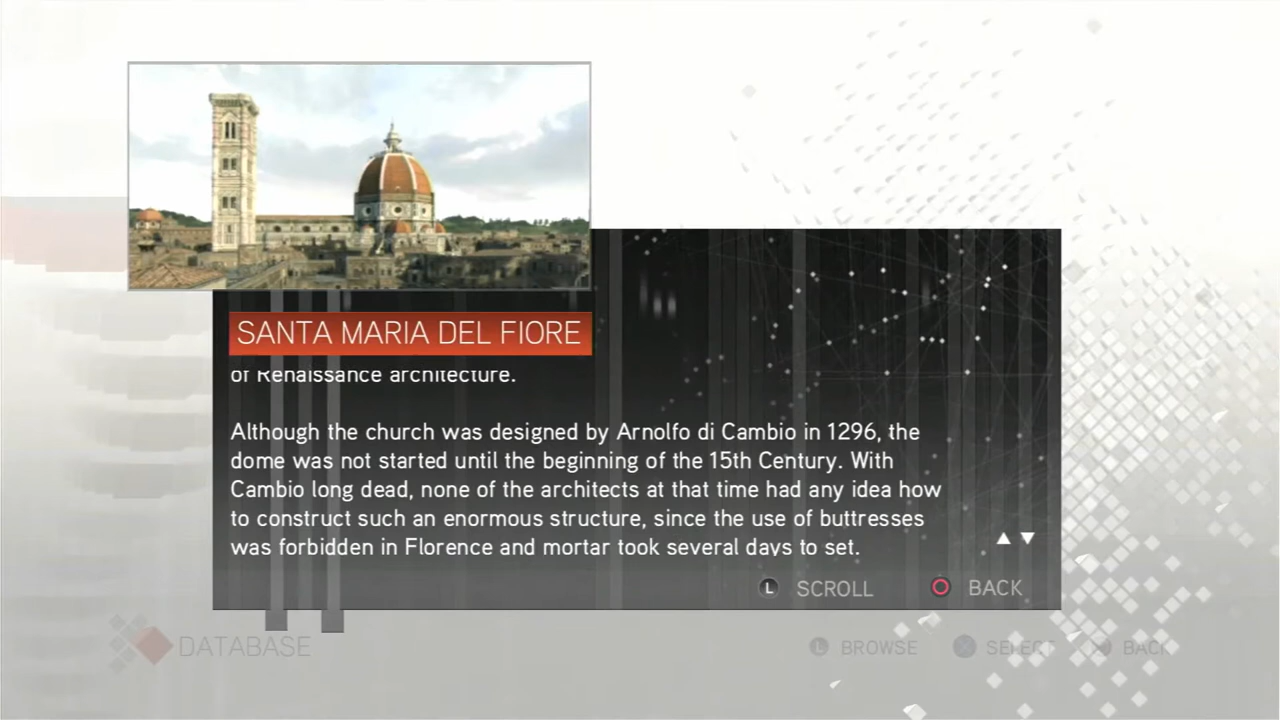 SANTA MARIA DEL FIORE
of Renaissance architecture.
Although the church was designed by Arnolfo di Cambio in 1296, the
dome was not started until the beginning of the 15th Century. With
Cambio long dead, none of the architects at that time had any idea how
to construct such an enormous structure, since the use of buttresses
was forbidden in Florence and mortar took several days to set.
L SCROLL BACK
DATABASE
L BROWSE SELECT BACK